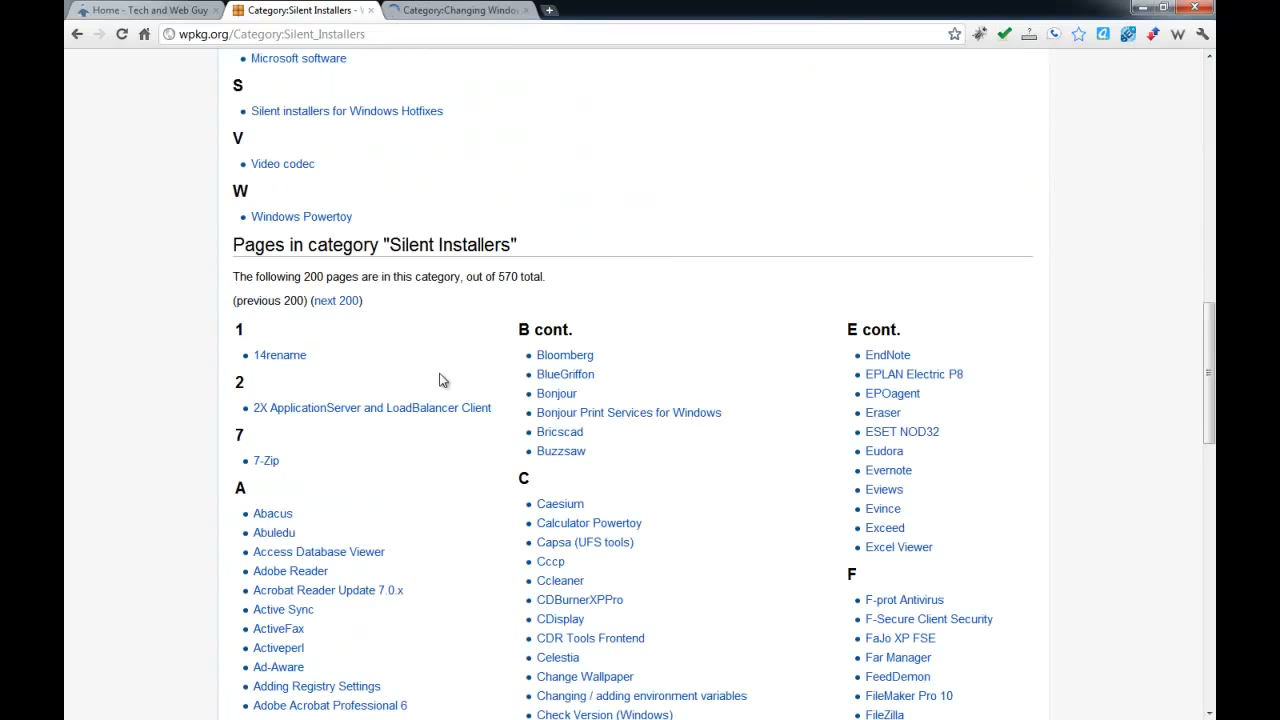 Home - Tech and Web Guy
Category:Silent Installers -
Category:Changing Windo
wpkg.org/Category:Silent_Installers
Microsoft software
S
Silent installers for Windows Hotfixes
V
Video codec
W
Windows Powertoy
Pages in category "Silent Installers"
The following 200 pages are in this category, out of 570 total.
(previous 200) (next 200)
1
14rename
2
2X ApplicationServer and LoadBalancer Client
7
7-Zip
A
Abacus
Abuledu
Access Database Viewer
Adobe Reader
Acrobat Reader Update 7.0.x
Active Sync
ActiveFax
Activeperl
Ad-Aware
Adding Registry Settings
Adobe Acrobat Professional 6
B cont.
Bloomberg
BlueGriffon
Bonjour
Bonjour Print Services for Windows
Bricscad
Buzzsaw
C
Caesium
Calculator Powertoy
Capsa (UFS tools)
Cccp
Ccleaner
CDBurnerXPPro
CDisplay
CDR Tools Frontend
Celestia
Change Wallpaper
Changing / adding environment variables
Check Version (Windows)
E cont.
EndNote
EPLAN Electric P8
EPOagent
Eraser
ESET NOD32
Eudora
Evernote
Eviews
Evince
Exceed
Excel Viewer
F
F-prot Antivirus
F-Secure Client Security
FaJo XP FSE
Far Manager
FeedDemon
FileMaker Pro 10
FileZilla